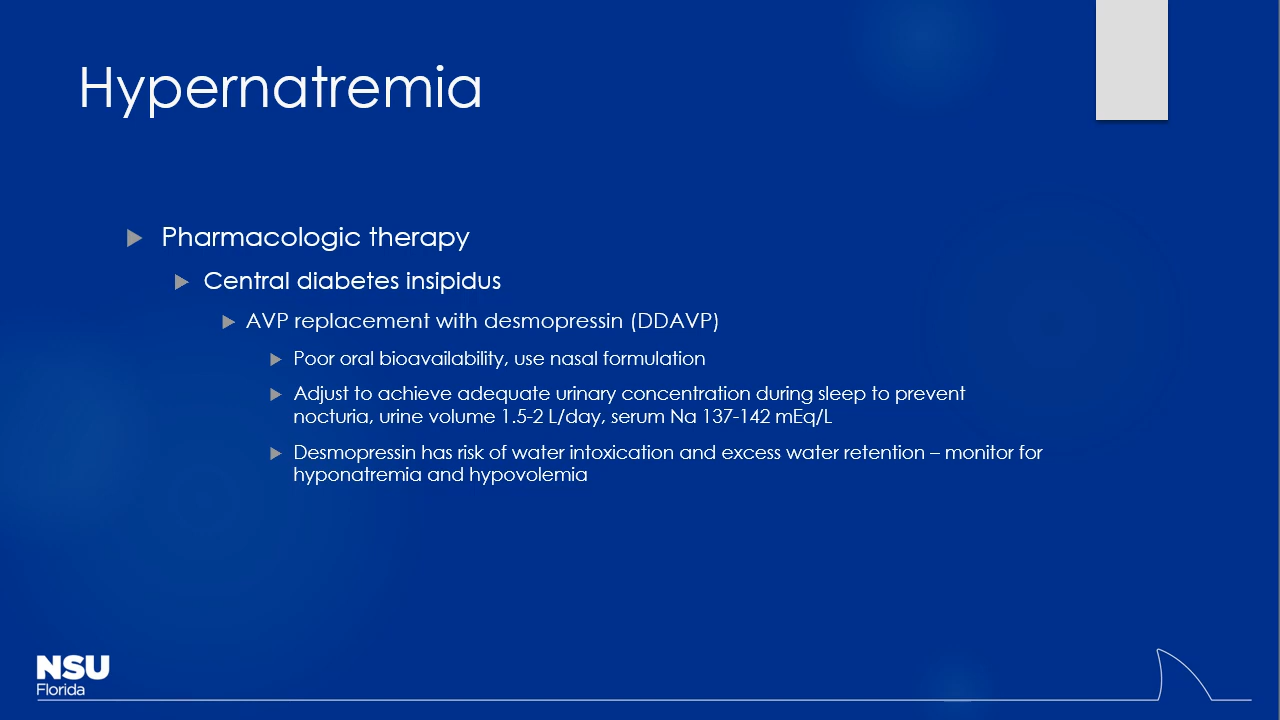 Hypernatremia
Pharmacologic therapy
Central diabetes insipidus
AVP replacement with desmopressin (DDAVP)
Poor oral bioavailability, use nasal formulation
Adjust to achieve adequate urinary concentration during sleep to prevent
nocturia, urine volume 1.5-2 L/day, serum Na 137-142 mEq/L
Desmopressin has risk of water intoxication and excess water retention – monitor for
hyponatremia and hypovolemia
NSU
Florida